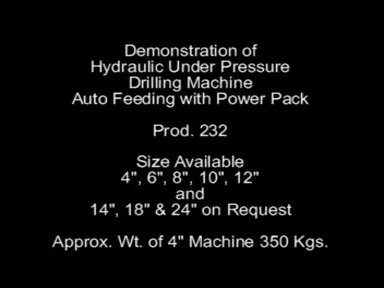 Demonstration of
Hydraulic Under Pressure
Drilling Machine
Auto Feeding with Power Pack
Prod. 232
Size Available
4", 6", 8", 10", 12"
and
14", 18" & 24" on Request
Approx. Wt. of 4" Machine 350 Kgs.